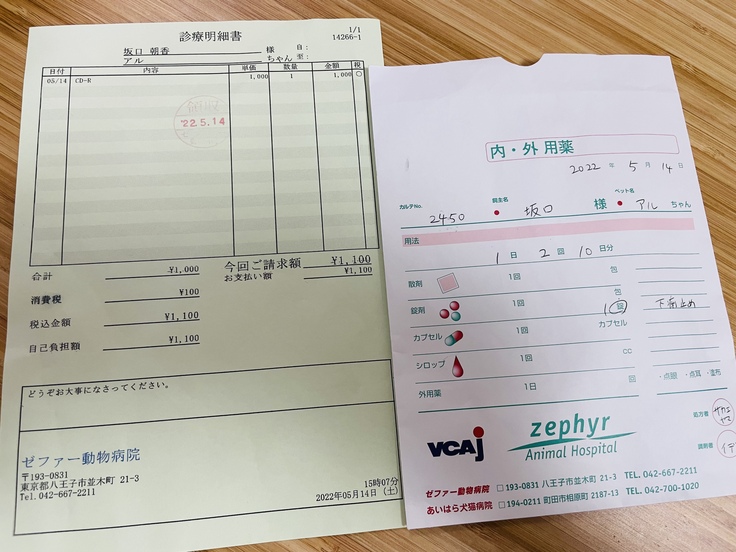 診療明細書
1/1
14266-1
坂口 朝香 様 自:
アル ちゃん 至:
日付 内容 単価 数量 金額 税
05/14 CD-R 1,000 1 1,000 〇
'22.5.14
合計 ¥1,000
消費税 ¥100
税込金額 ¥1,100
自己負担額 ¥1,100
今回ご請求額 ¥1,100
お支払い額 ¥1,100
どうぞお大事になさってください。
ゼファー動物病院
〒193-0831
東京都八王子市並木町 21-3
Tel.042-667-2211
15時07分
2022年05月14日(土)
内・外 用薬
2022 年 5 月 14 日
カルテNo. 2450 飼主名 坂口 様 ペット名 アル ちゃん
用法
1 日 2 回 10 日分
散剤 1回 包
包
錠剤 1回 1 錠 下痢止め
カプセル 1回 カプセル
シロップ 1回 cc
外用薬 1日 回 ・点眼 ・点耳 ・塗布
処方者
調剤者
VCAJ
zephyr
Animal Hospital
ゼファー動物病院 □ 193-0831 八王子市並木町 21-3 TEL. 042-667-2211
あいはら犬猫病院 □ 194-0211 町田市相原町 2187-13 TEL. 042-700-1020